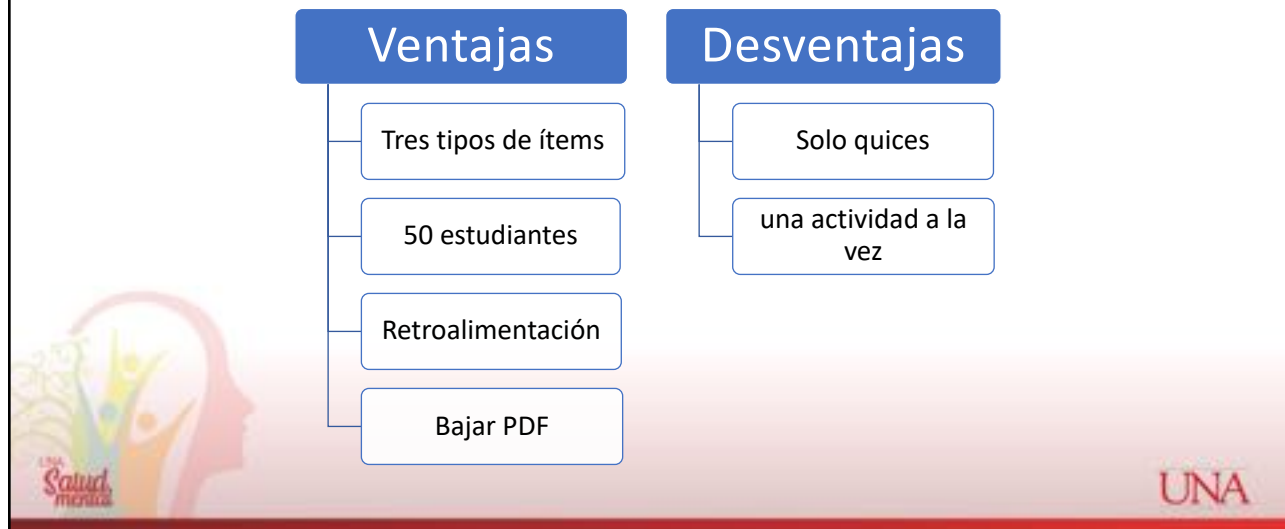 Ventajas
Tres tipos de ítems
50 estudiantes
Retroalimentación
Bajar PDF
Desventajas
Solo quices
una actividad a la
vez
UNA
Salud
mental
UNA